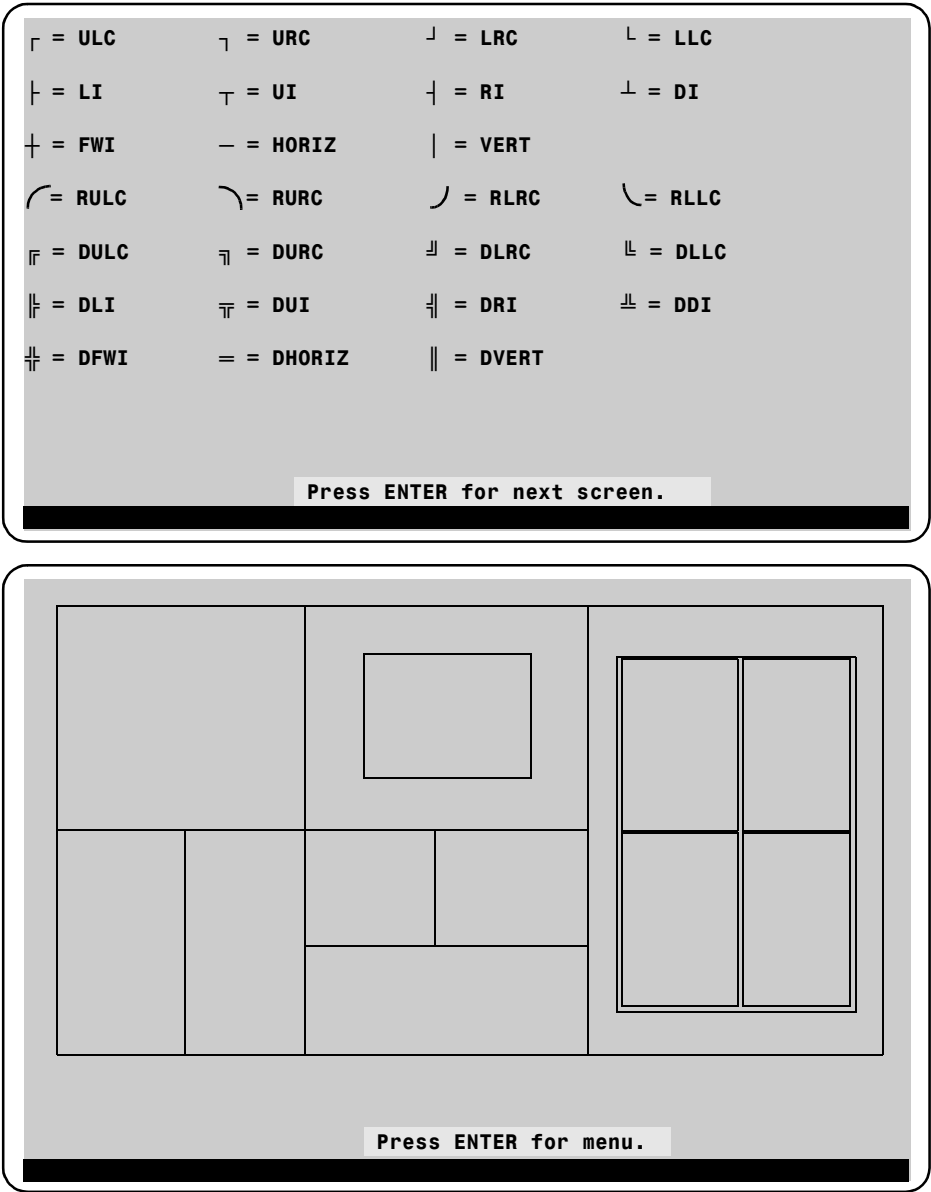 ┌ = ULC ┐ = URC ┘ = LRC └ = LLC
├ = LI ┬ = UI ┤ = RI ┴ = DI
┼ = FWI ─ = HORIZ │ = VERT
╭ = RULC ╮ = RURC ╯ = RLRC ╰ = RLLC
╔ = DULC ╗ = DURC ╝ = DLRC ╚ = DLLC
╠ = DLI ╦ = DUI ╣ = DRI ╩ = DDI
╬ = DFWI ═ = DHORIZ ║ = DVERT
Press ENTER for next screen.
Press ENTER for menu.